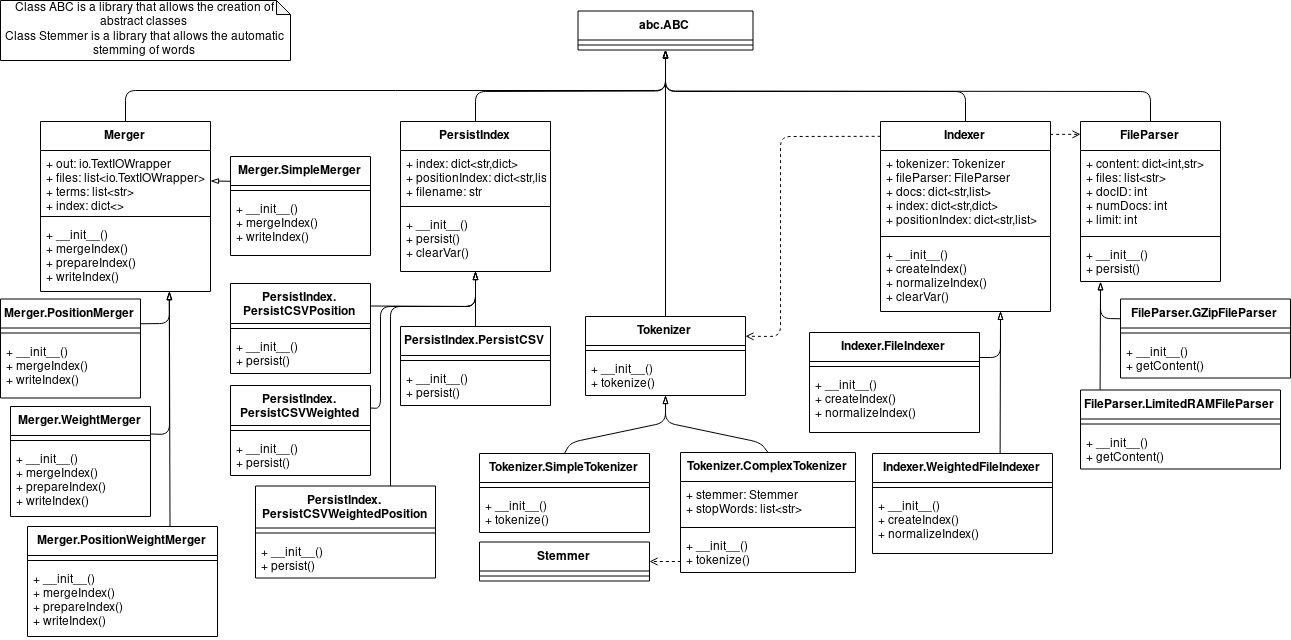 Class ABC is a library that allows the creation of
abstract classes
Class Stemmer is a library that allows the automatic
stemming of words
abc.ABC
Merger
+ out: io.TextIOWrapper
+ files: list<io.TextIOWrapper>
+ terms: list<str>
+ index: dict<>
+ __init__()
+ mergeIndex()
+ prepareIndex()
+ writeIndex()
Merger.SimpleMerger
+ __init__()
+ mergeIndex()
+ writeIndex()
PersistIndex
+ index: dict<str,dict>
+ positionIndex: dict<str,lis
+ filename: str
+ __init__()
+ persist()
+ clearVar()
Indexer
+ tokenizer: Tokenizer
+ fileParser: FileParser
+ docs: dict<str,list>
+ index: dict<str,dict>
+ positionIndex: dict<str,list>
+ __init__()
+ createIndex()
+ normalizeIndex()
+ clearVar()
FileParser
+ content: dict<int,str>
+ files: list<str>
+ docID: int
+ numDocs: int
+ limit: int
+ __init__()
+ persist()
Merger.PositionMerger
+ __init__()
+ mergeIndex()
+ writeIndex()
PersistIndex.
PersistCSVPosition
+ __init__()
+ persist()
PersistIndex.PersistCSV
+ __init__()
+ persist()
Tokenizer
+ __init__()
+ tokenize()
Indexer.FileIndexer
+ __init__()
+ createIndex()
+ normalizeIndex()
FileParser.GZipFileParser
+ __init__()
+ getContent()
Merger.WeightMerger
+ __init__()
+ mergeIndex()
+ prepareIndex()
+ writeIndex()
PersistIndex.
PersistCSVWeighted
+ __init__()
+ persist()
FileParser.LimitedRAMFileParser
+ __init__()
+ getContent()
PersistIndex.
PersistCSVWeightedPosition
+ __init__()
+ persist()
Tokenizer.SimpleTokenizer
+ __init__()
+ tokenize()
Tokenizer.ComplexTokenizer
+ stemmer: Stemmer
+ stopWords: list<str>
+ __init__()
+ tokenize()
Indexer.WeightedFileIndexer
+ __init__()
+ createIndex()
+ normalizeIndex()
Merger.PositionWeightMerger
+ __init__()
+ mergeIndex()
+ prepareIndex()
+ writeIndex()
Stemmer